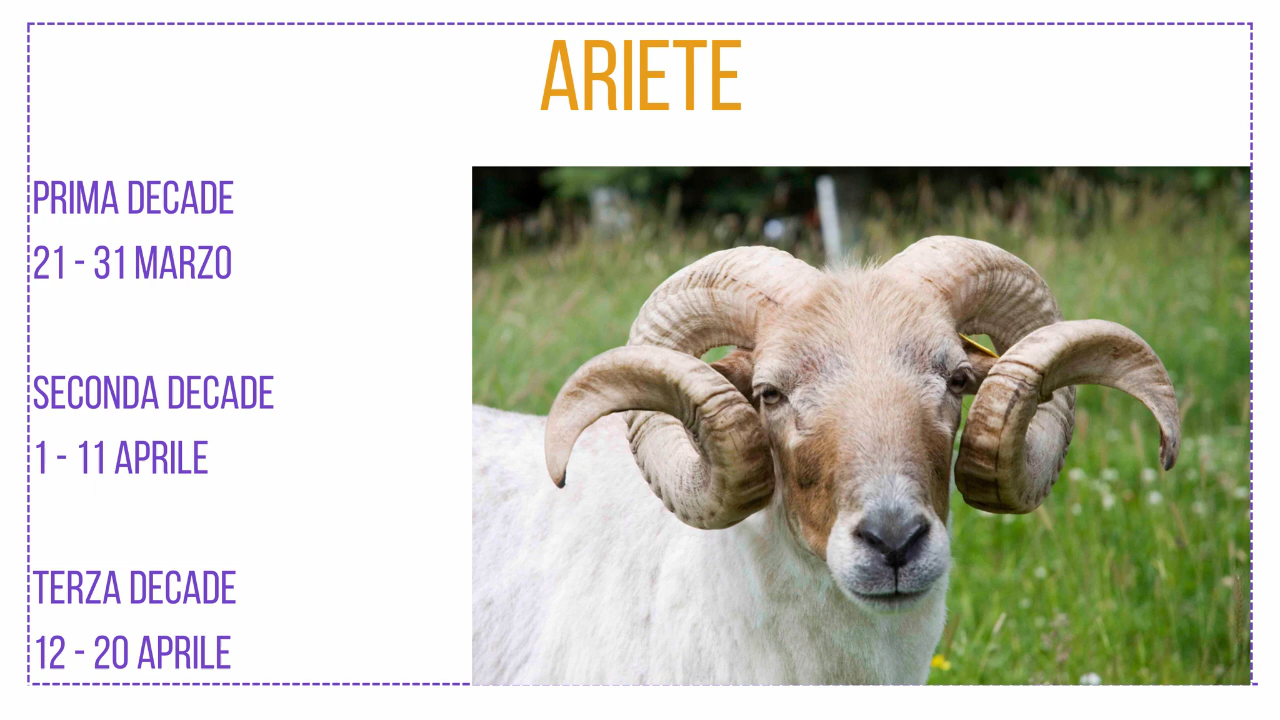 ARIETE
PRIMA DECADE
21 - 31 MARZO
SECONDA DECADE
1 - 11 APRILE
TERZA DECADE
12 - 20 APRILE